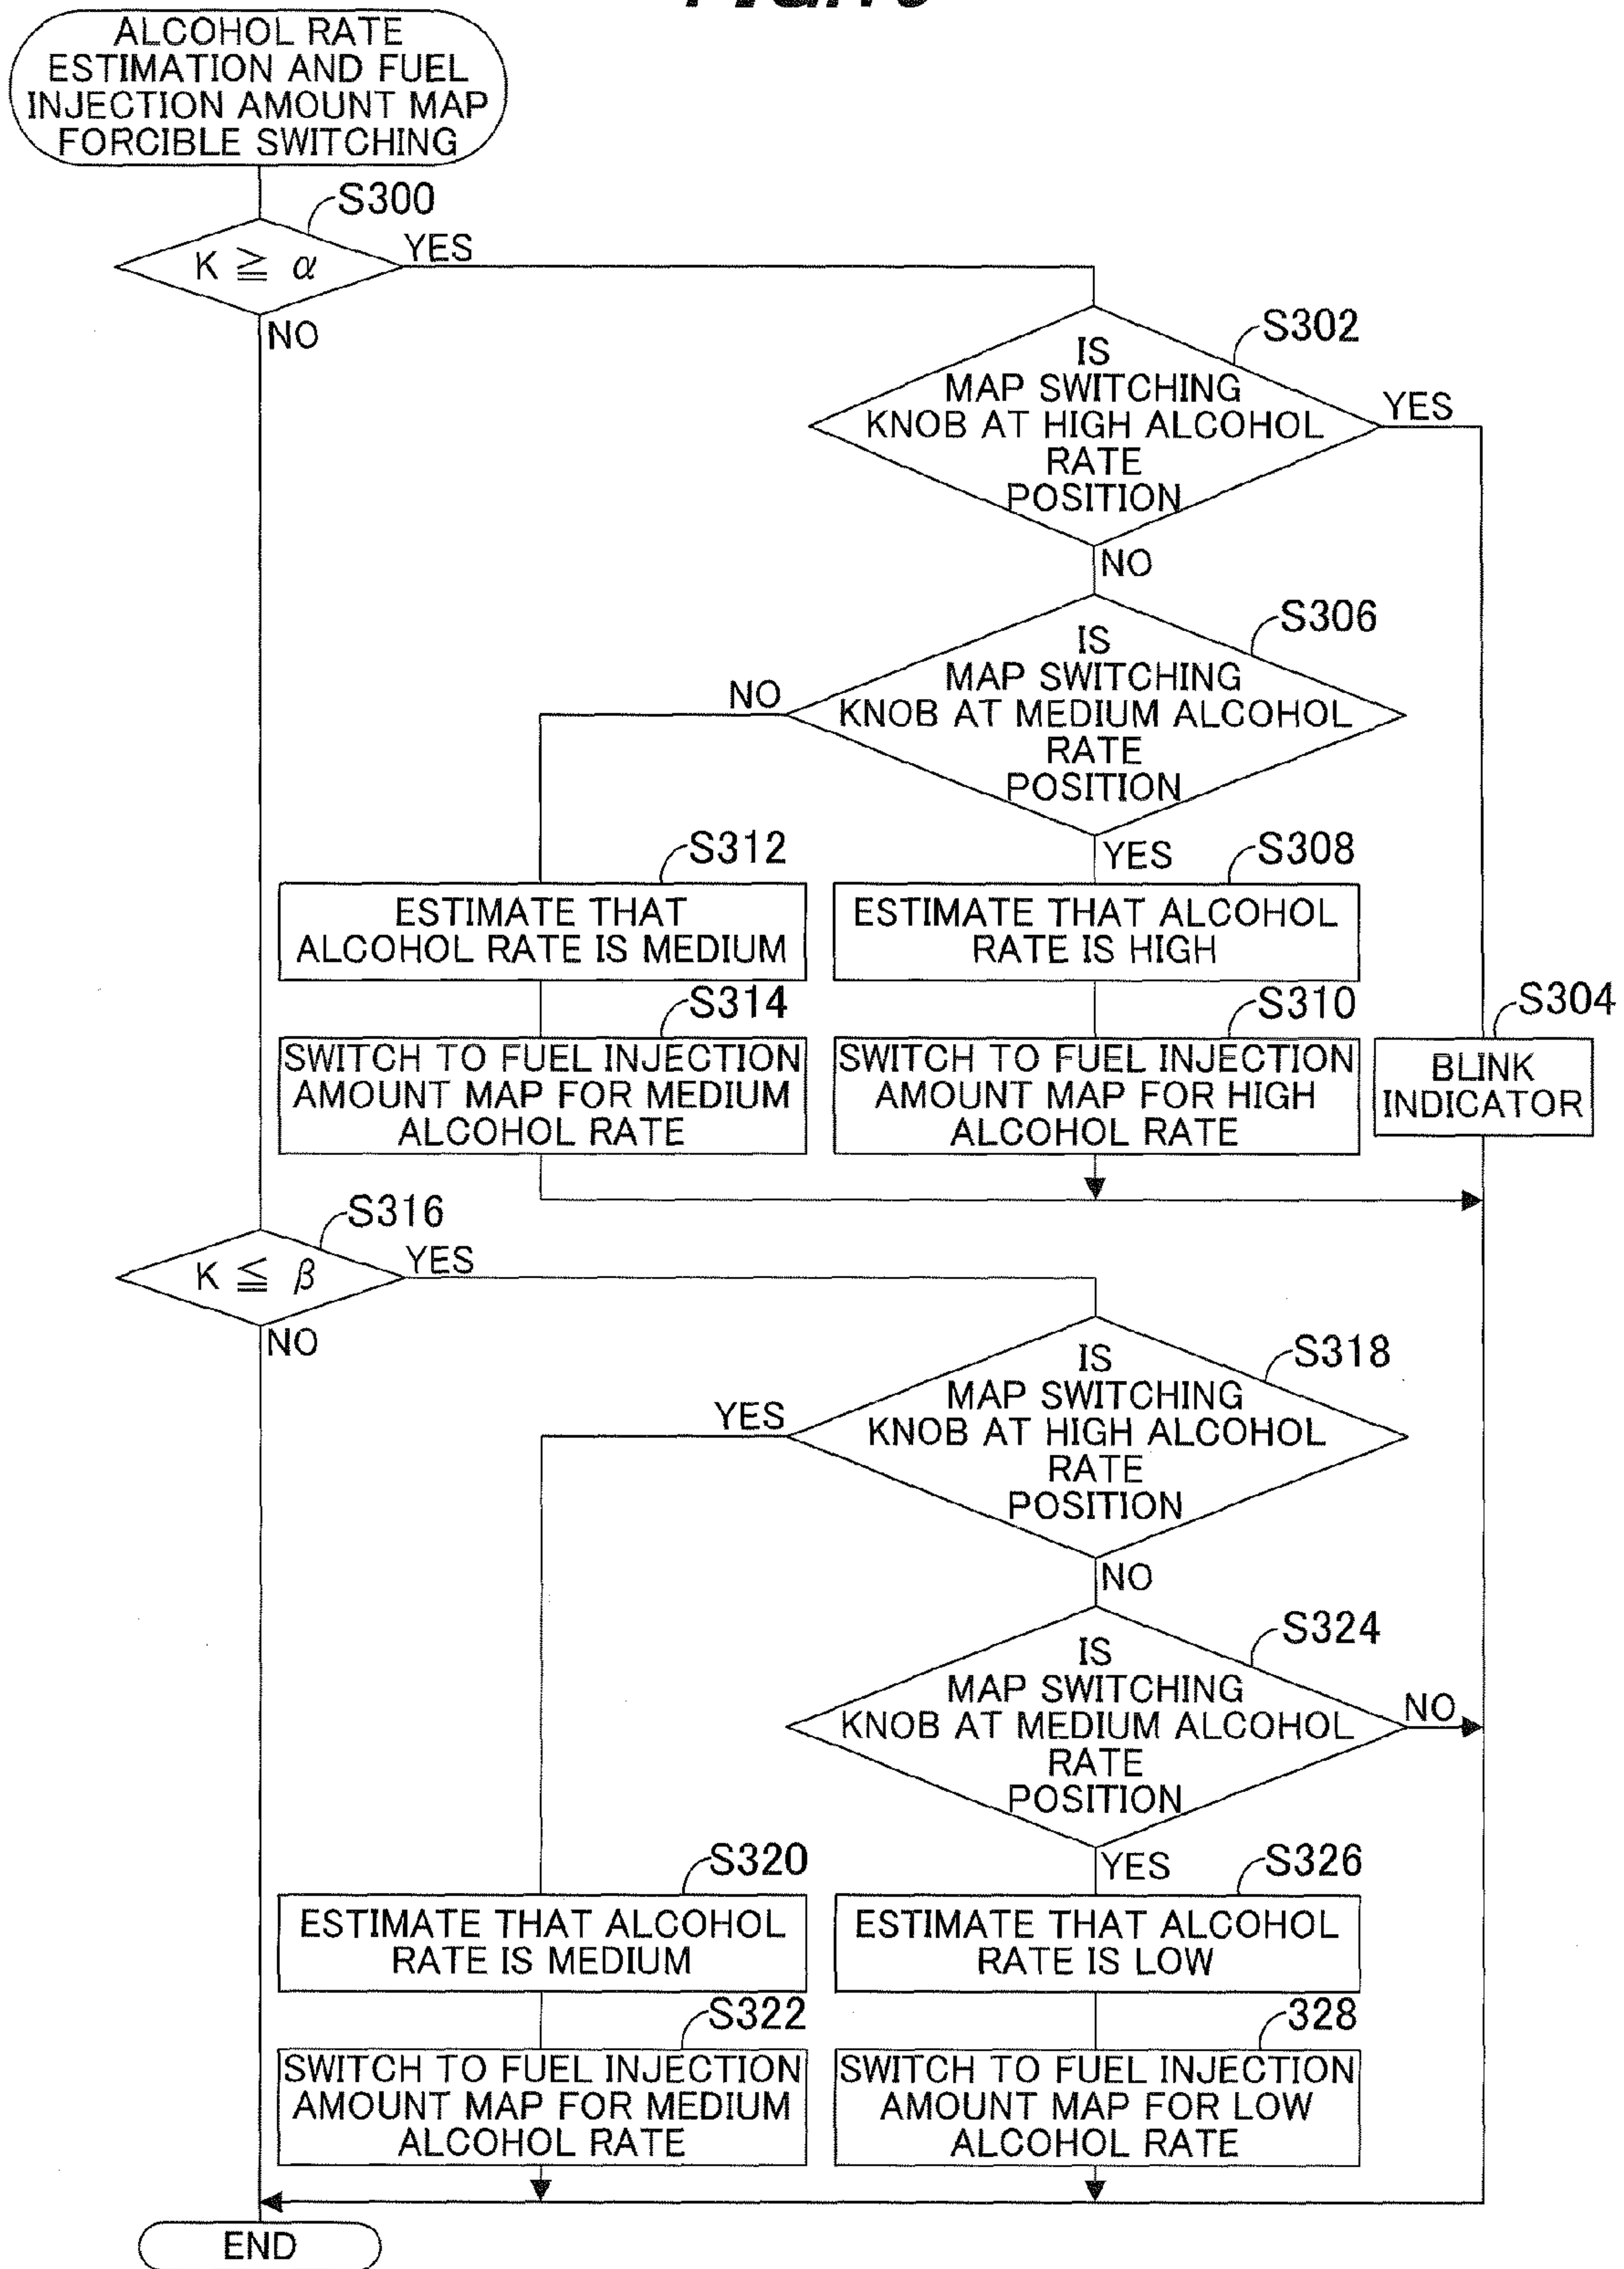 ALCOHOL RATE
ESTIMATION AND FUEL
INJECTION AMOUNT MAP
FORCIBLE SWITCHING
S300
K ≧ α
YES
NO
S302
IS
MAP SWITCHING
KNOB AT HIGH ALCOHOL
RATE
POSITION
YES
NO
S306
IS
MAP SWITCHING
KNOB AT MEDIUM ALCOHOL
RATE
POSITION
NO
YES
S312
ESTIMATE THAT
ALCOHOL RATE IS MEDIUM
S308
ESTIMATE THAT ALCOHOL
RATE IS HIGH
S314
SWITCH TO FUEL INJECTION
AMOUNT MAP FOR MEDIUM
ALCOHOL RATE
S310
SWITCH TO FUEL INJECTION
AMOUNT MAP FOR HIGH
ALCOHOL RATE
S304
BLINK
INDICATOR
S316
K ≦ β
YES
NO
S318
IS
MAP SWITCHING
KNOB AT HIGH ALCOHOL
RATE
POSITION
YES
NO
S324
IS
MAP SWITCHING
KNOB AT MEDIUM ALCOHOL
RATE
POSITION
NO
YES
S320
ESTIMATE THAT ALCOHOL
RATE IS MEDIUM
S326
ESTIMATE THAT ALCOHOL
RATE IS LOW
S322
SWITCH TO FUEL INJECTION
AMOUNT MAP FOR MEDIUM
ALCOHOL RATE
328
SWITCH TO FUEL INJECTION
AMOUNT MAP FOR LOW
ALCOHOL RATE
END